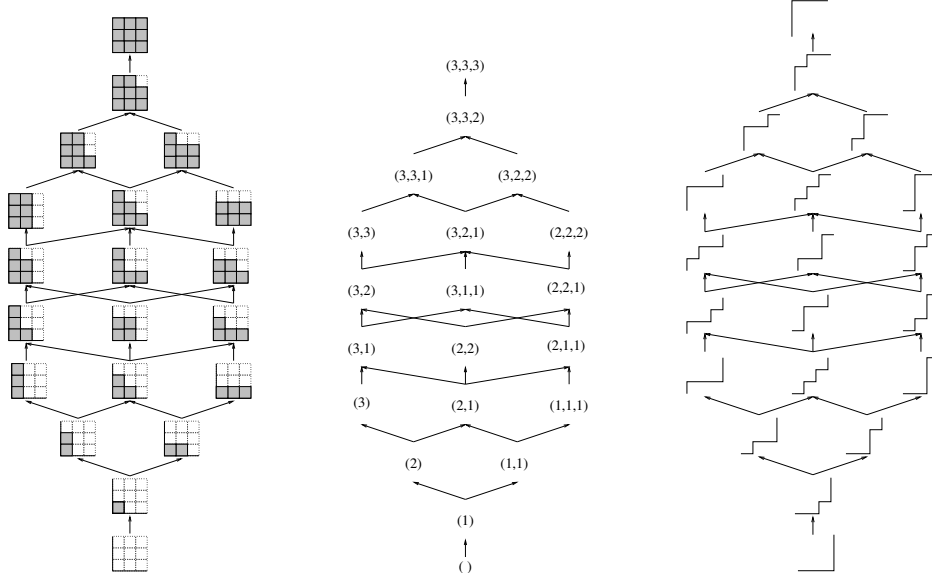 (3,3,3)
(3,3,2)
(3,3,1) (3,2,2)
(3,3) (3,2,1) (2,2,2)
(3,2) (3,1,1) (2,2,1)
(3,1) (2,2) (2,1,1)
(3) (2,1) (1,1,1)
(2) (1,1)
(1)
( )